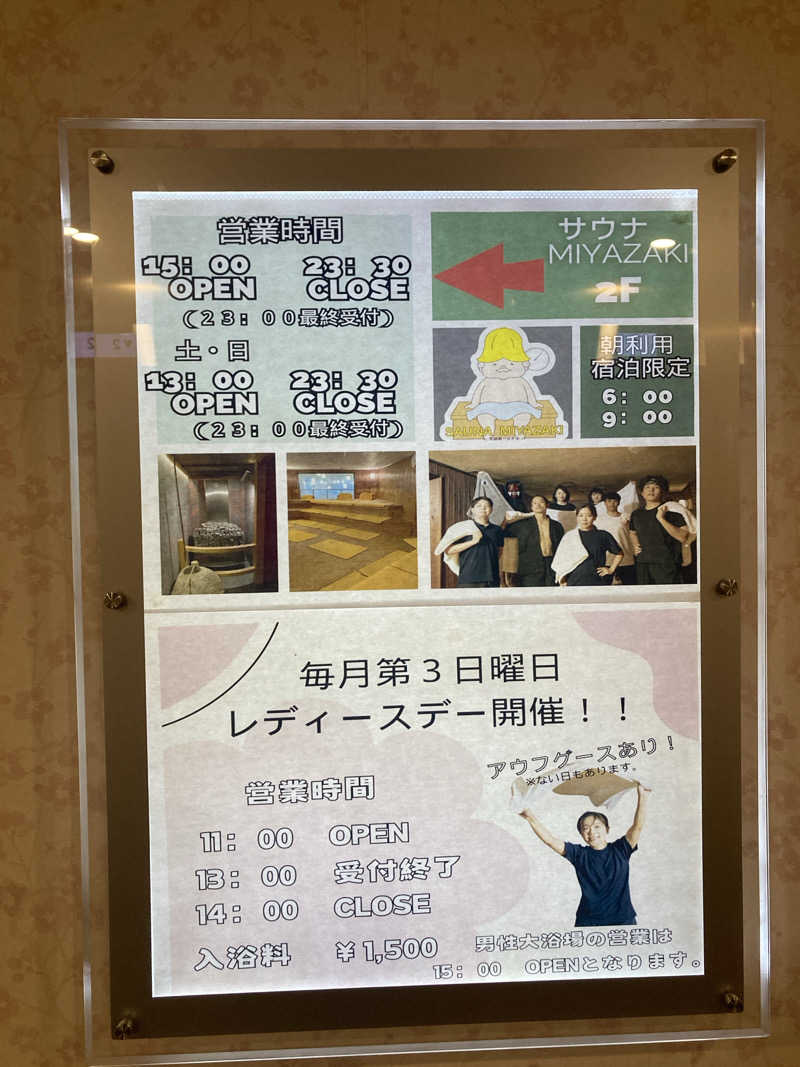 営業時間
15：00 23：30
OPEN CLOSE
（23：00最終受付）
土・日
13：00 23：30
OPEN CLOSE
（23：00最終受付）
サウナ
MIYAZAKI
2F
SAUNA MIYAZAKI
朝利用
宿泊限定
6：00
9：00
毎月第３日曜日
レディースデー開催！！
アウフグースあり！
※ない日もあります。
営業時間
11：00 OPEN
13：00 受付終了
14：00 CLOSE
入浴料 ￥1,500
男性大浴場の営業は
15：00 OPENとなります。